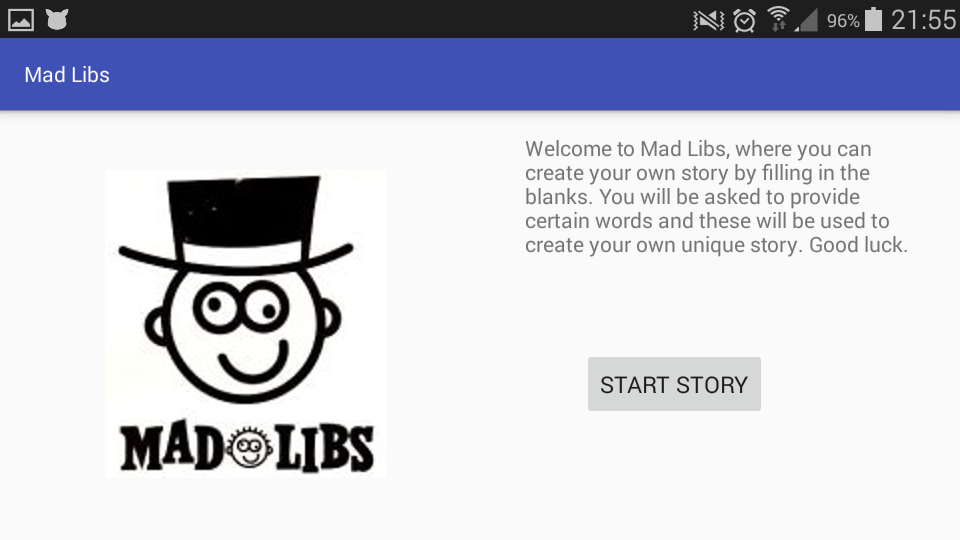 96% 21:55
Mad Libs
Welcome to Mad Libs, where you can
create your own story by filling in the
blanks. You will be asked to provide
certain words and these will be used to
create your own unique story. Good luck.
START STORY
MAD LIBS